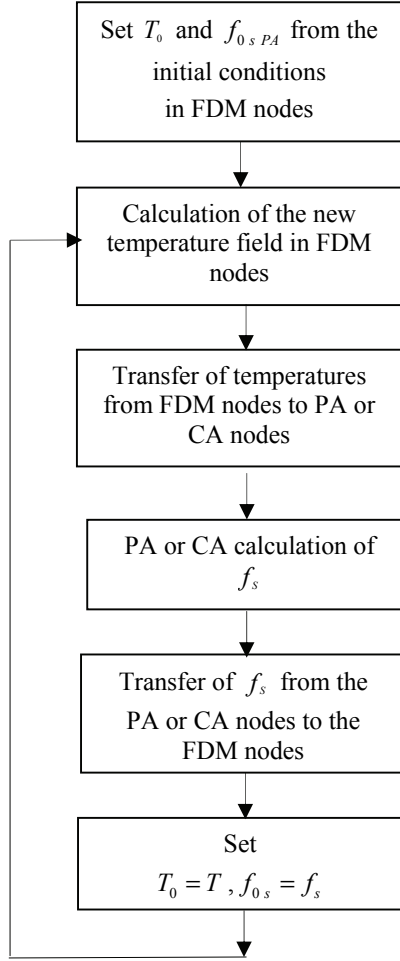 Set T₀ and f₀ ₛ PA from the
initial conditions
in FDM nodes
Calculation of the new
temperature field in FDM
nodes
Transfer of temperatures
from FDM nodes to PA or
CA nodes
PA or CA calculation of
fₛ
Transfer of fₛ from the
PA or CA nodes to the
FDM nodes
Set
T₀ = T , f₀ ₛ = fₛ